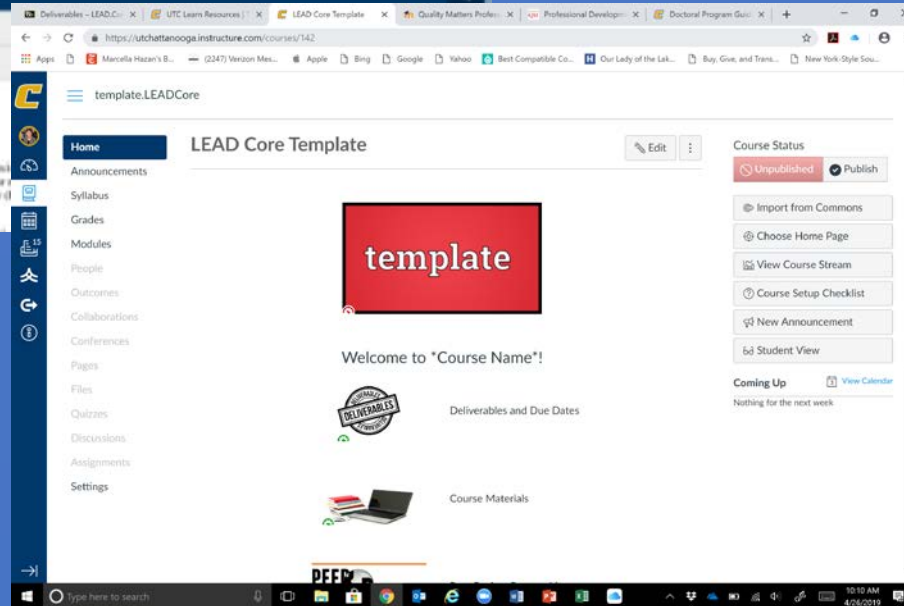 Deliverables – LEAD.Co
UTC Learn Resources |
LEAD Core Template
Quality Matters Profess
Professional Developm
Doctoral Program Guid
https://utchattanooga.instructure.com/courses/142
Apps
Marcella Hazan's B...
(2247) Verizon Mes...
Apple
Bing
Google
Yahoo
Best Compatible Co...
Our Lady of the Lak...
Buy, Give, and Trans...
New York-Style Sou...
template.LEADCore
Home
Announcements
Syllabus
Grades
Modules
People
Outcomes
Collaborations
Conferences
Pages
Files
Quizzes
Discussions
Assignments
Settings
15
LEAD Core Template
Edit
template
Welcome to *Course Name*!
DELIVERABLES
Deliverables and Due Dates
Course Materials
PEER
Course Status
Unpublished
Publish
Import from Commons
Choose Home Page
View Course Stream
Course Setup Checklist
New Announcement
Student View
Coming Up
View Calendar
Nothing for the next week
Type here to search
10:10 AM
4/26/2019